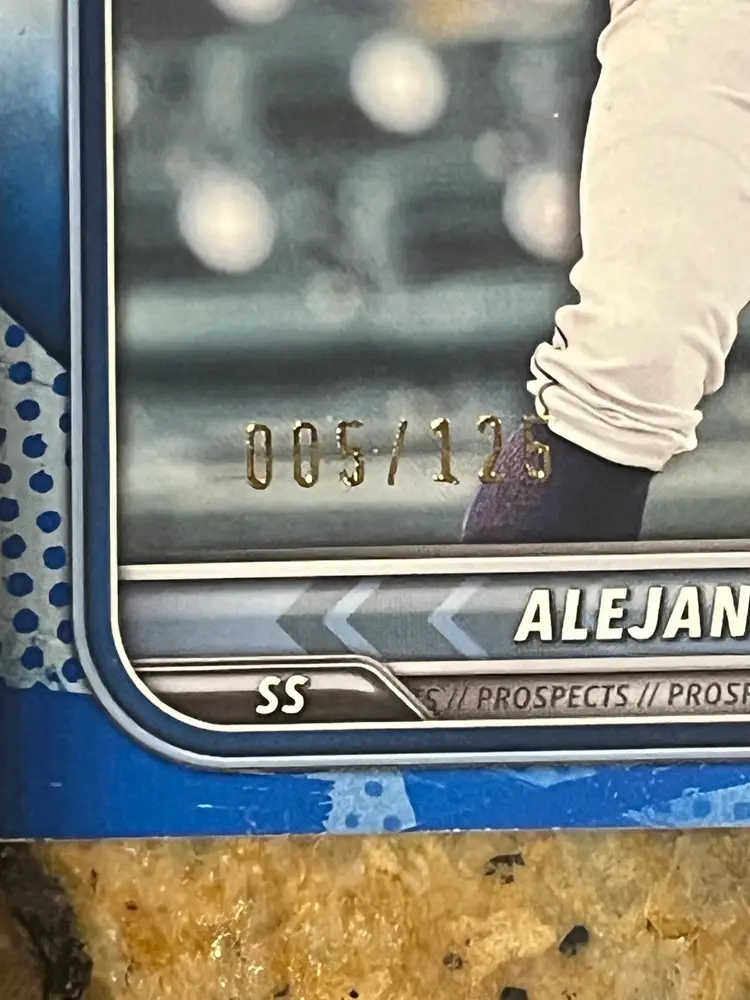 005/125
ALEJAN
SS
S // PROSPECTS // PROSP